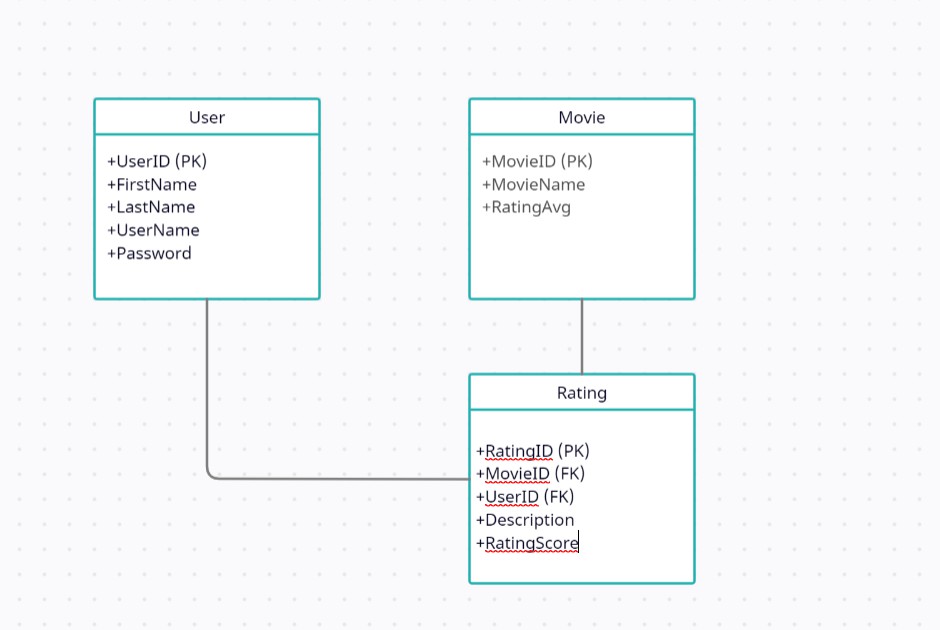 User
+UserID (PK)
+FirstName
+LastName
+UserName
+Password
Movie
+MovieID (PK)
+MovieName
+RatingAvg
Rating
+RatingID (PK)
+MovieID (FK)
+UserID (FK)
+Description
+RatingScore